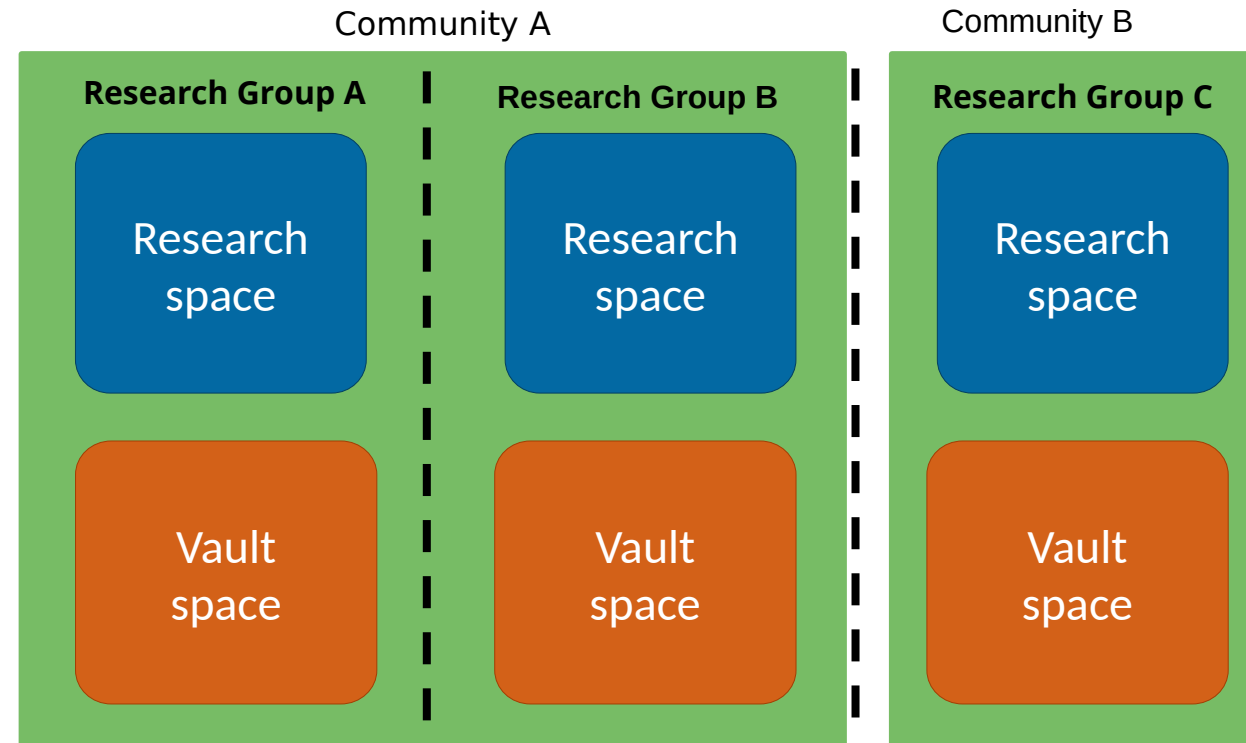 Community A
Community B
Research Group A
Research Group B
Research Group C
Research
space
Research
space
Research
space
Vault
space
Vault
space
Vault
space